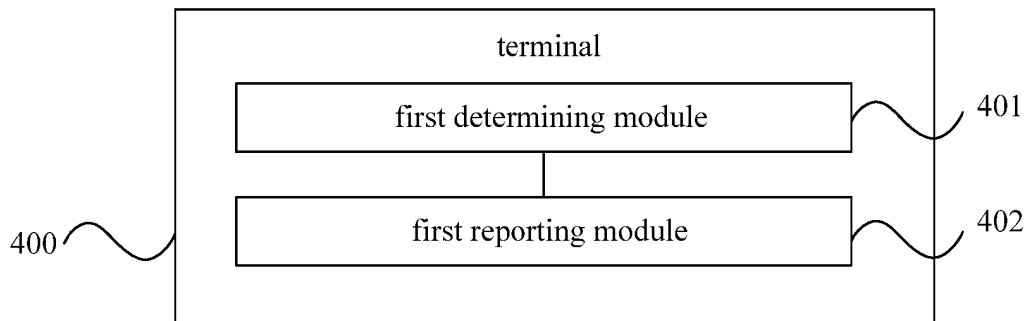 terminal
first determining module
401
first reporting module
402
400